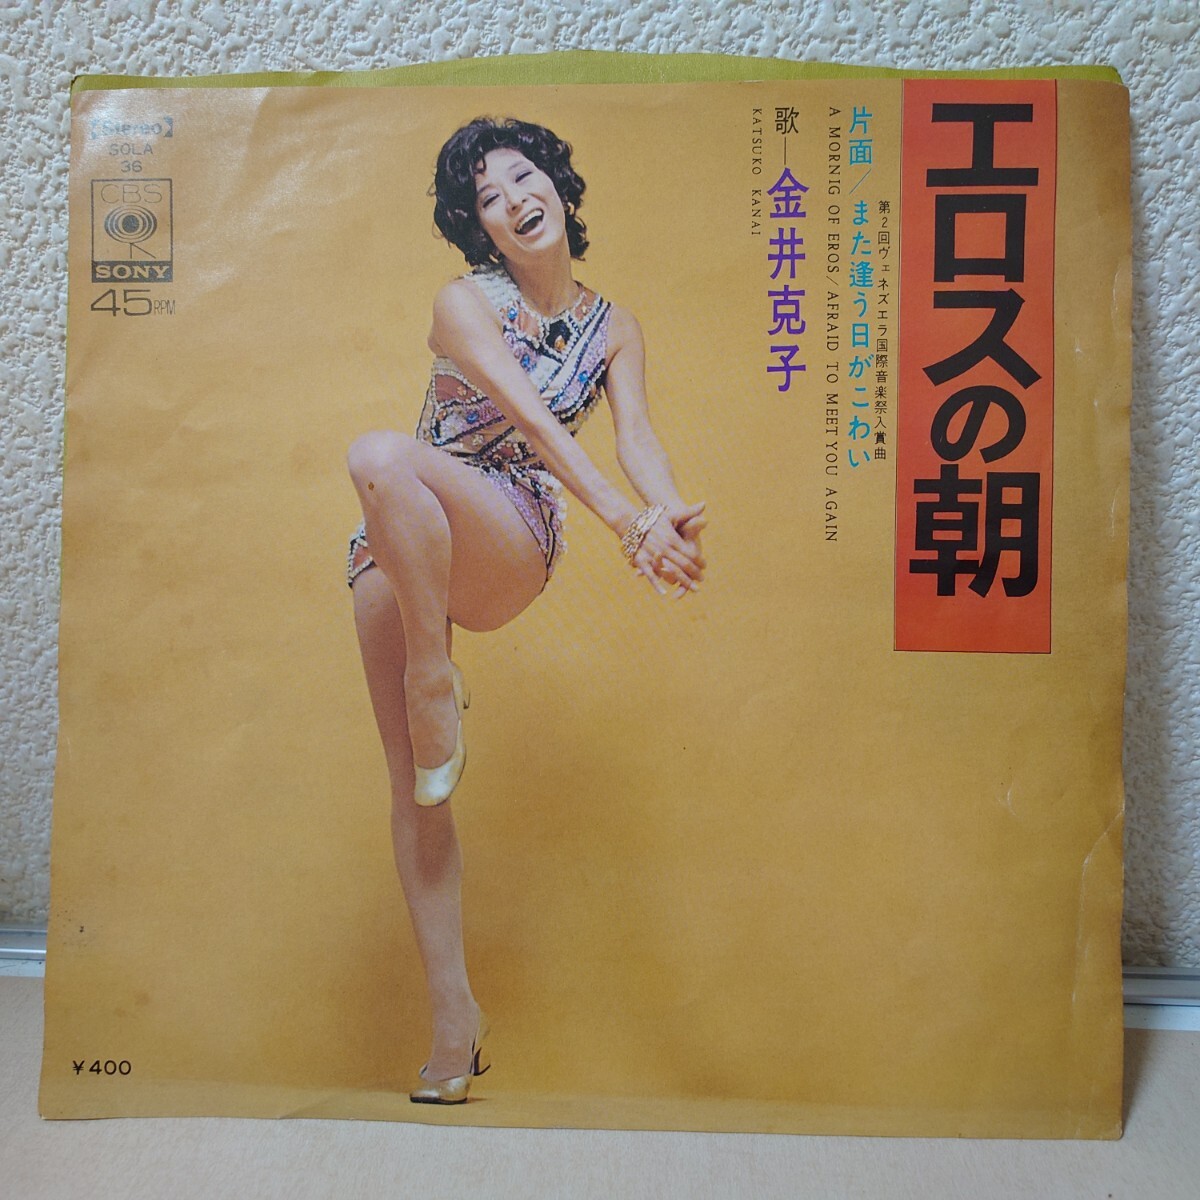 エロスの朝
第2回ヴェネズエラ国際音楽祭入賞曲
片面/また逢う日がこわい
A MORNIG OF EROS/AFRAID TO MEET YOU AGAIN
歌―金井克子
KATSUKO KANAI
Stereo
SOLA
36
CBS
SONY
45RPM
¥400